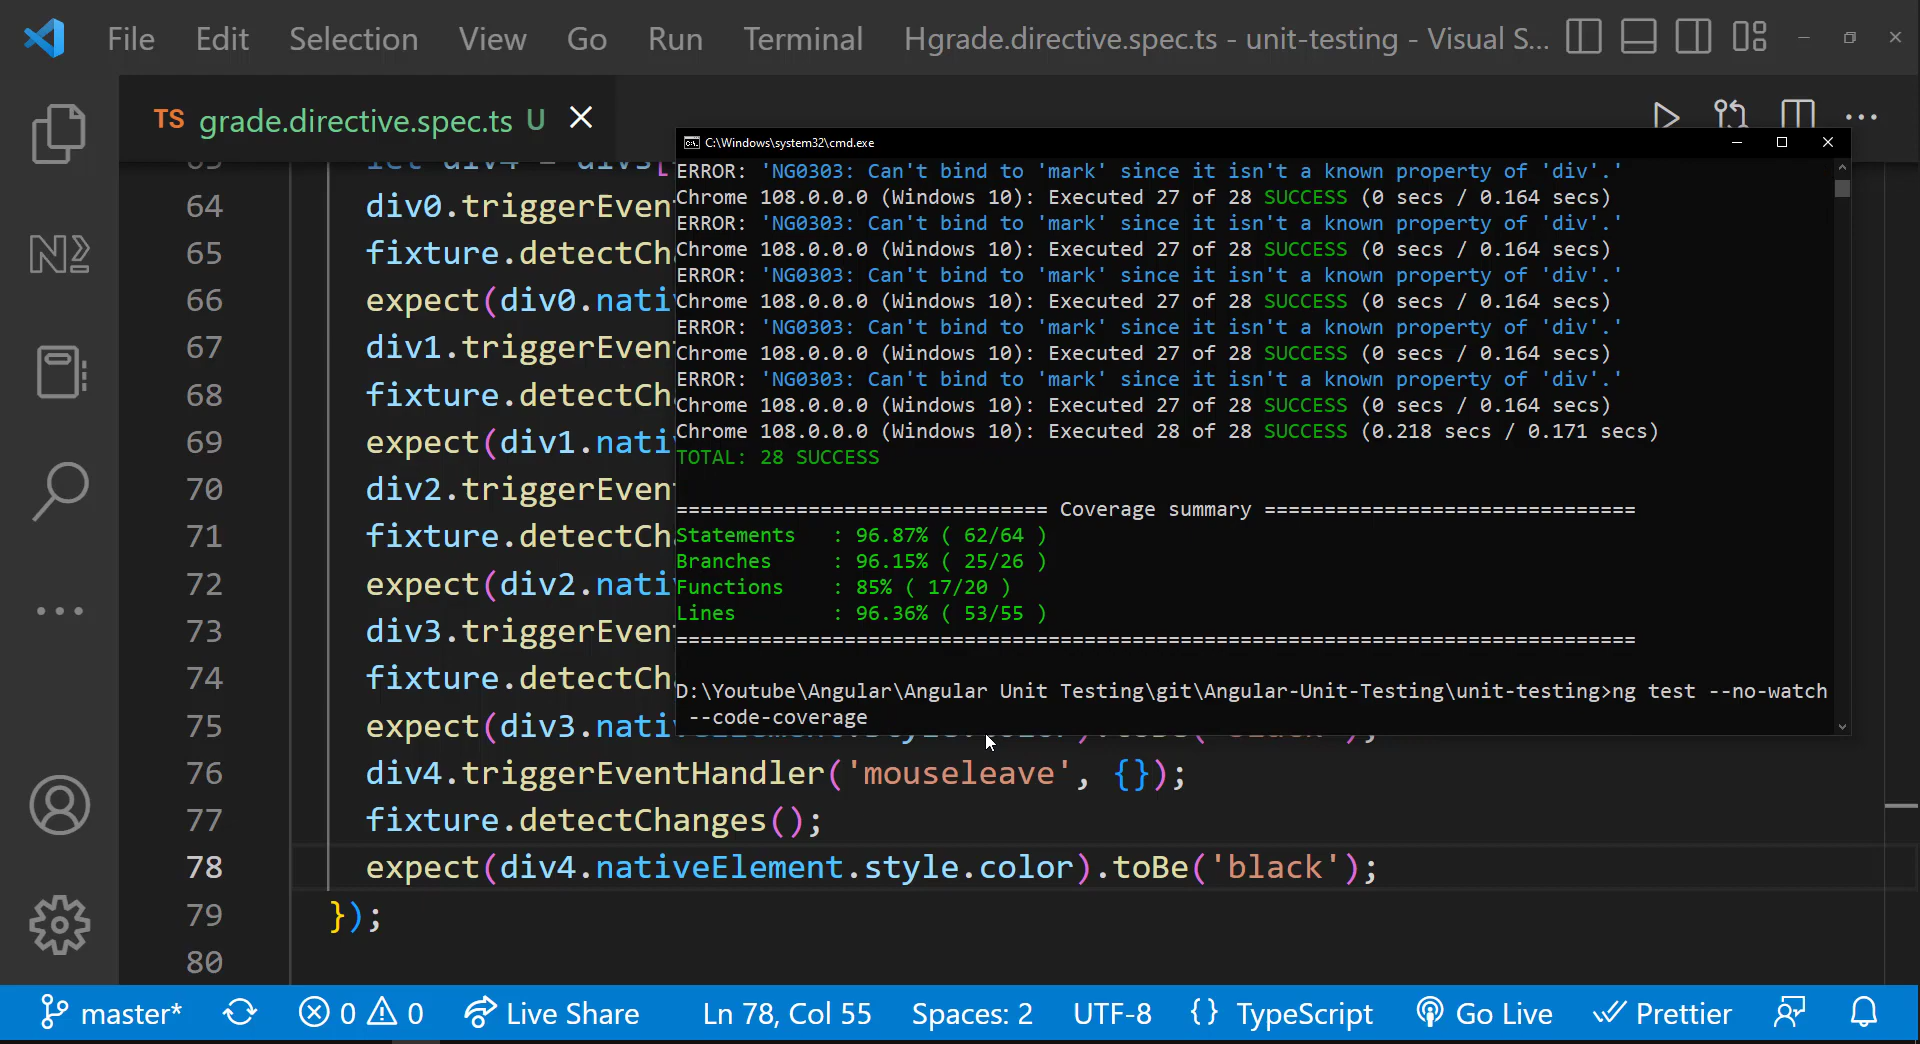 File Edit Selection View Go Run Terminal Hgrade.directive.spec.ts - unit-testing - Visual S...
TS grade.directive.spec.ts U
C:\Windows\system32\cmd.exe
ERROR: 'NG0303: Can't bind to 'mark' since it isn't a known property of 'div'.'
Chrome 108.0.0.0 (Windows 10): Executed 27 of 28 SUCCESS (0 secs / 0.164 secs)
ERROR: 'NG0303: Can't bind to 'mark' since it isn't a known property of 'div'.'
Chrome 108.0.0.0 (Windows 10): Executed 27 of 28 SUCCESS (0 secs / 0.164 secs)
ERROR: 'NG0303: Can't bind to 'mark' since it isn't a known property of 'div'.'
Chrome 108.0.0.0 (Windows 10): Executed 27 of 28 SUCCESS (0 secs / 0.164 secs)
ERROR: 'NG0303: Can't bind to 'mark' since it isn't a known property of 'div'.'
Chrome 108.0.0.0 (Windows 10): Executed 27 of 28 SUCCESS (0 secs / 0.164 secs)
ERROR: 'NG0303: Can't bind to 'mark' since it isn't a known property of 'div'.'
Chrome 108.0.0.0 (Windows 10): Executed 27 of 28 SUCCESS (0 secs / 0.164 secs)
Chrome 108.0.0.0 (Windows 10): Executed 28 of 28 SUCCESS (0.218 secs / 0.171 secs)
TOTAL: 28 SUCCESS
=============================== Coverage summary ===============================
Statements   : 96.87% ( 62/64 )
Branches     : 96.15% ( 25/26 )
Functions    : 85% ( 17/20 )
Lines        : 96.36% ( 53/55 )
================================================================================
D:\Youtube\Angular\Angular Unit Testing\git\Angular-Unit-Testing\unit-testing>ng test --no-watch
--code-coverage
64 div0.triggerEven
65 fixture.detectCh
66 expect(div0.nati
67 div1.triggerEven
68 fixture.detectCh
69 expect(div1.nati
70 div2.triggerEven
71 fixture.detectCh
72 expect(div2.nati
73 div3.triggerEven
74 fixture.detectCh
75 expect(div3.nati
76 div4.triggerEventHandler('mouseleave', {});
77 fixture.detectChanges();
78 expect(div4.nativeElement.style.color).toBe('black');
79 });
80
master* 0 0 Live Share Ln 78, Col 55 Spaces: 2 UTF-8 {} TypeScript Go Live Prettier